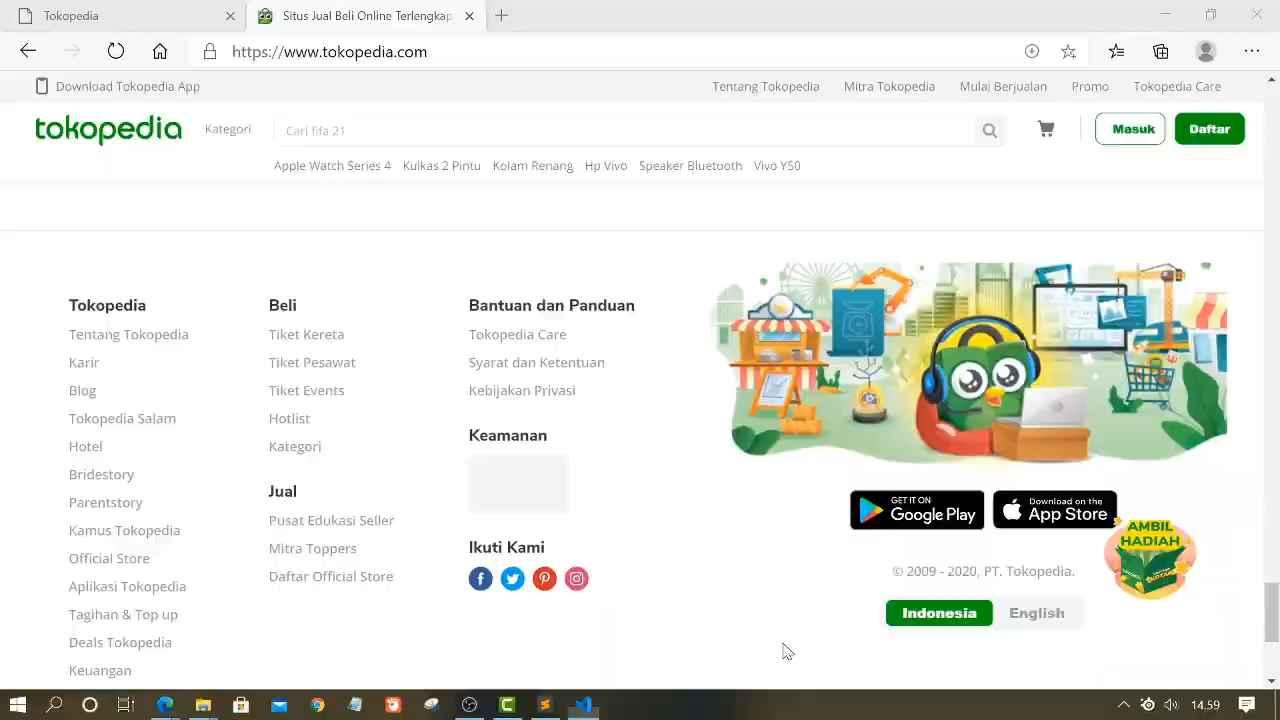 Tokopedia
Situs Jual Beli Online Terlengkap
https://www.tokopedia.com
Download Tokopedia App
Tentang Tokopedia
Mitra Tokopedia
Mulai Berjualan
Promo
Tokopedia Care
tokopedia
Kategori
Cari fifa 21
Masuk
Daftar
Apple Watch Series 4
Kulkas 2 Pintu
Kolam Renang
Hp Vivo
Speaker Bluetooth
Vivo Y50
Tokopedia
Tentang Tokopedia
Karir
Blog
Tokopedia Salam
Hotel
Bridestory
Parentstory
Kamus Tokopedia
Official Store
Aplikasi Tokopedia
Tagihan & Top up
Deals Tokopedia
Keuangan
Beli
Tiket Kereta
Tiket Pesawat
Tiket Events
Hotlist
Kategori
Jual
Pusat Edukasi Seller
Mitra Toppers
Daftar Official Store
Bantuan dan Panduan
Tokopedia Care
Syarat dan Ketentuan
Kebijakan Privasi
Keamanan
Ikuti Kami
GET IT ON
Google Play
Download on the
App Store
AMBIL
HADIAH
© 2009 - 2020, PT. Tokopedia.
Indonesia
English
14.59